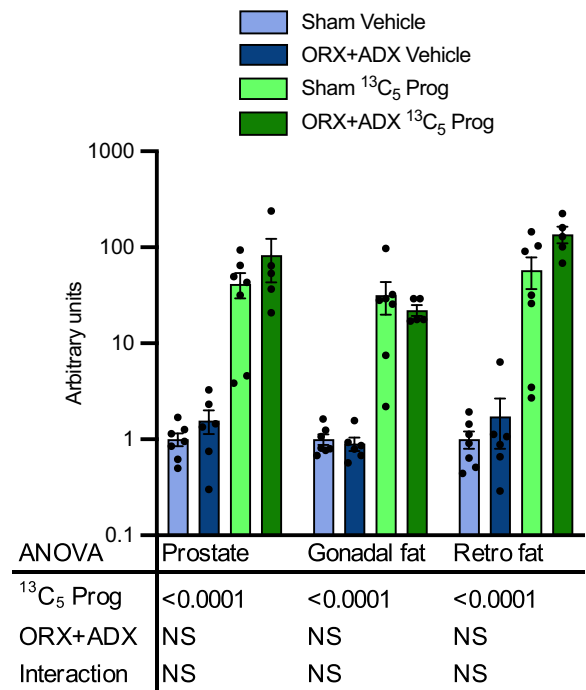 Sham Vehicle
ORX+ADX Vehicle
Sham ¹³C₅ Prog
ORX+ADX ¹³C₅ Prog
1000
100
10
1
0.1
Arbitrary units
ANOVA Prostate Gonadal fat Retro fat
¹³C₅ Prog <0.0001 <0.0001 <0.0001
ORX+ADX NS NS NS
Interaction NS NS NS